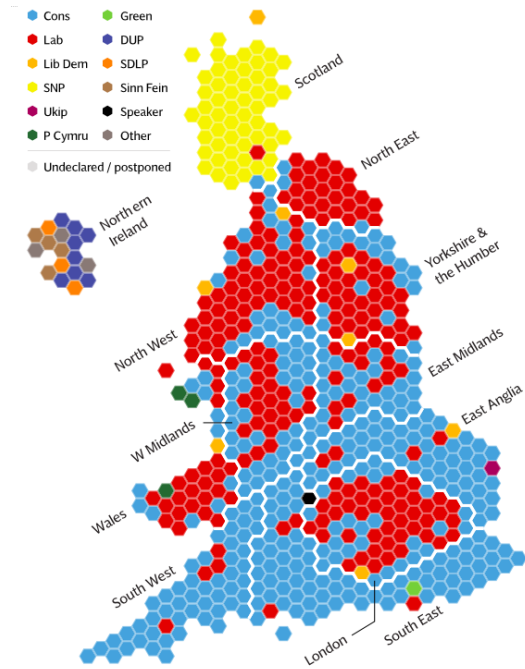 Cons
Green
Lab
DUP
Lib Dem
SDLP
SNP
Sinn Fein
Ukip
Speaker
P Cymru
Other
Undeclared / postponed
Scotland
North East
Northern
Ireland
Yorkshire &
the Humber
North West
East Midlands
East Anglia
W Midlands
Wales
South West
South East
London